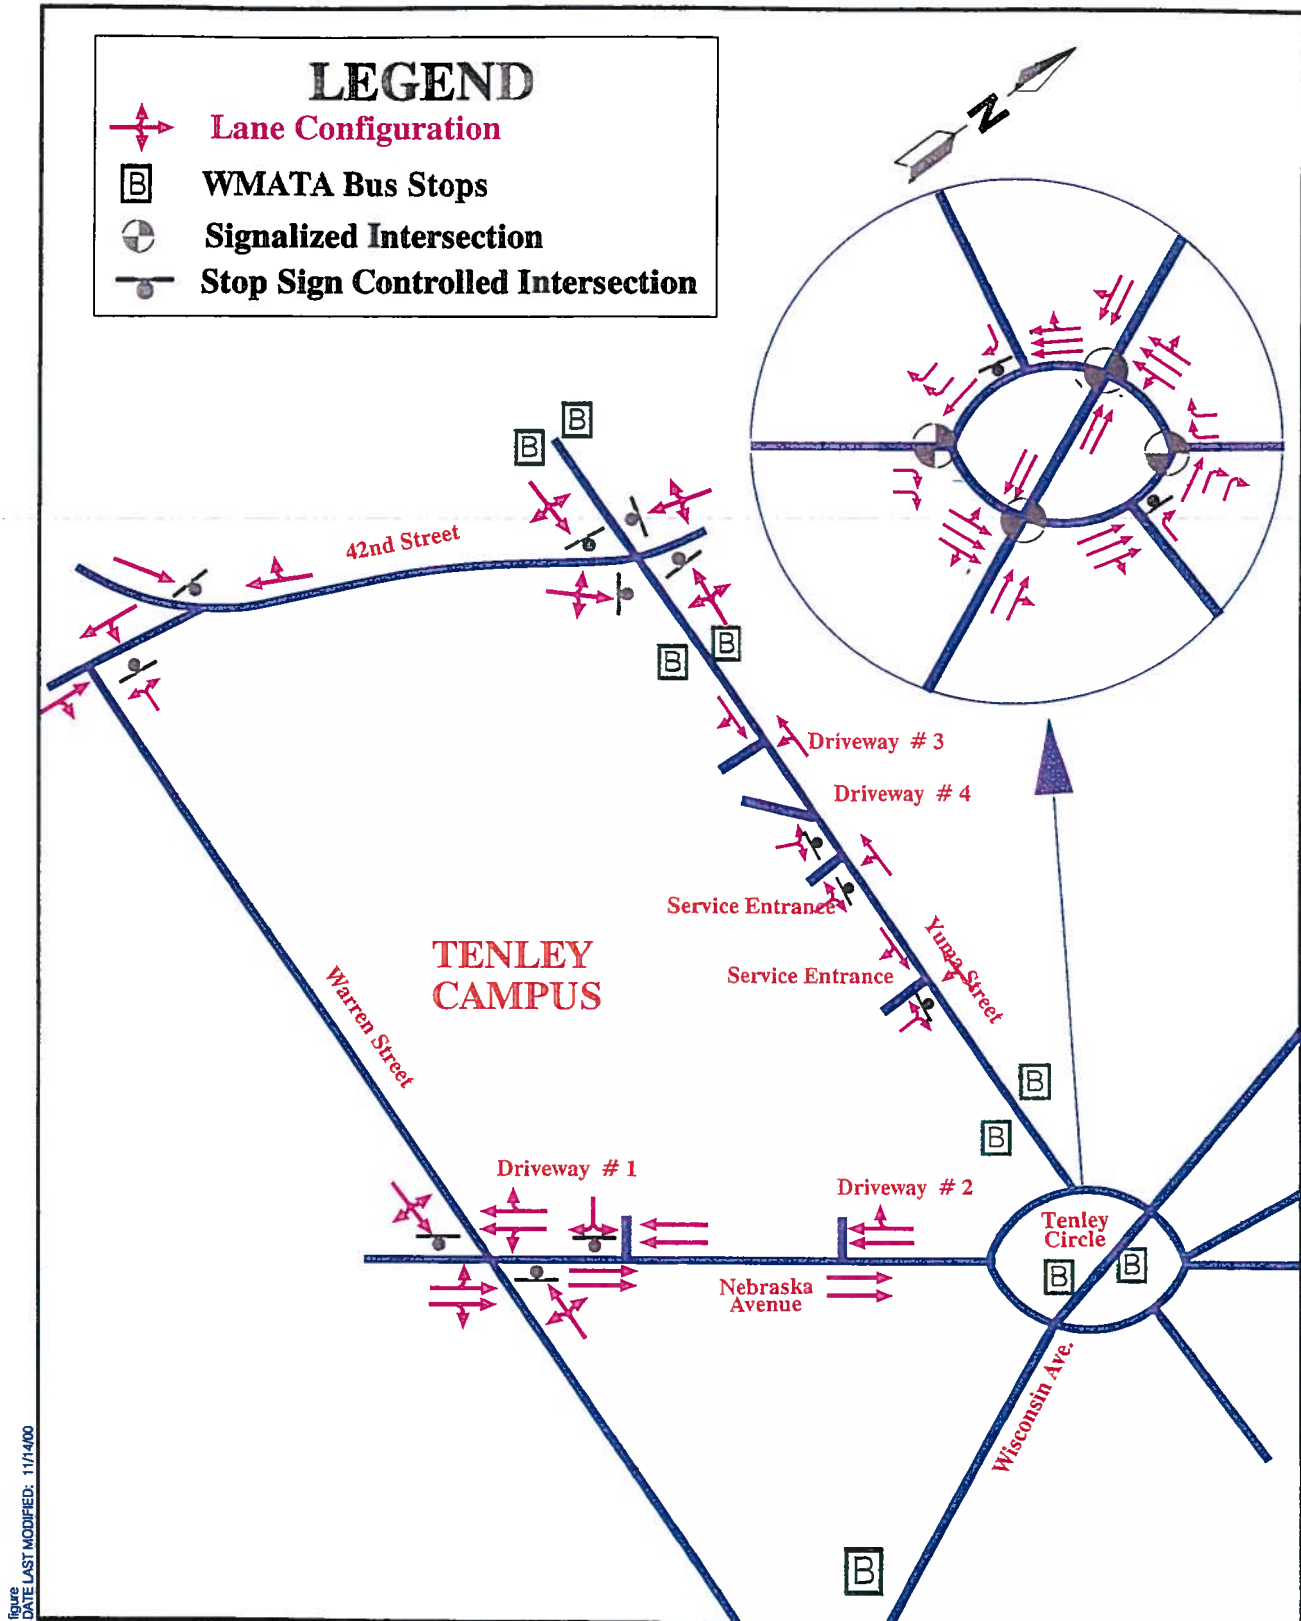 LEGEND
Lane Configuration
B
WMATA Bus Stops
Signalized Intersection
Stop Sign Controlled Intersection
N
B
B
42nd Street
B
B
Driveway # 3
Driveway # 4
Service Entrance
Yuma Street
Service Entrance
TENLEY
CAMPUS
Warren Street
B
B
Driveway # 1
Driveway # 2
Tenley
Circle
B
B
Nebraska
Avenue
Wisconsin Ave.
B
figure
DATE LAST MODIFIED: 11/14/00